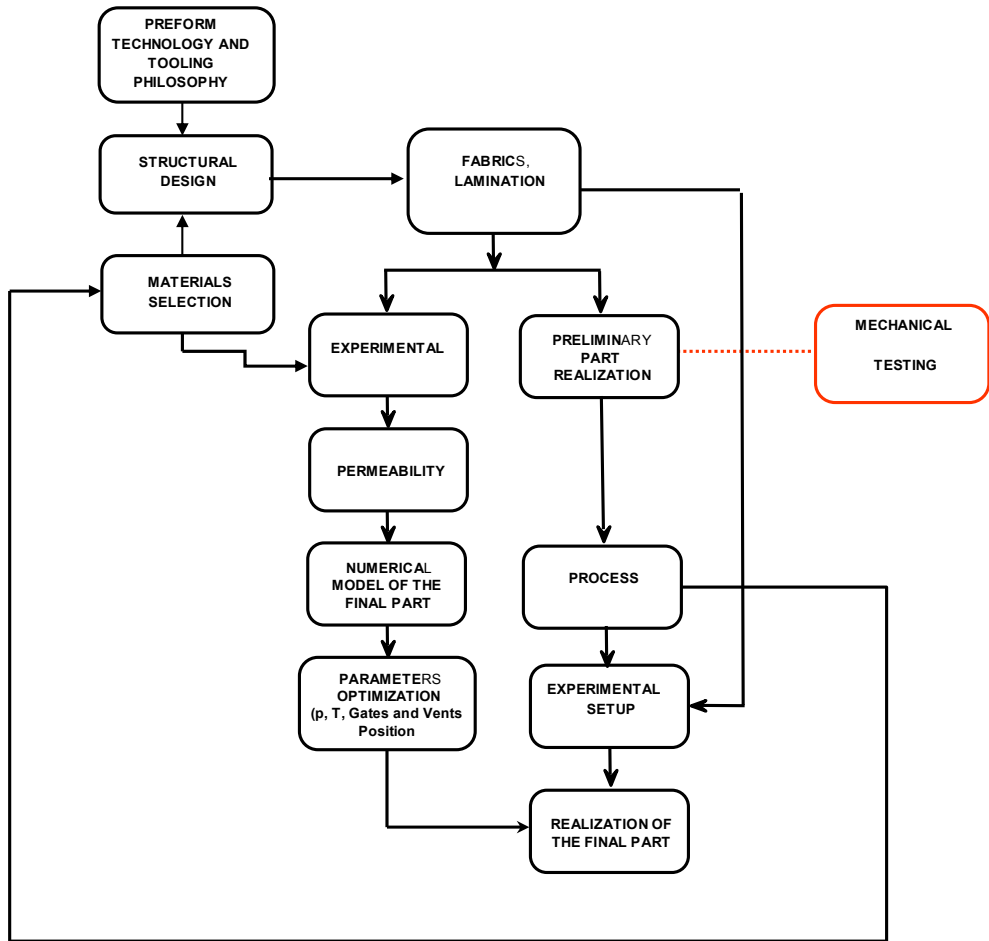 PREFORM
TECHNOLOGY AND
TOOLING
PHILOSOPHY
STRUCTURAL
DESIGN
FABRICS,
LAMINATION
MATERIALS
SELECTION
EXPERIMENTAL
PRELIMINARY
PART
REALIZATION
MECHANICAL
TESTING
PERMEABILITY
NUMERICAL
MODEL OF THE
FINAL PART
PROCESS
PARAMETERS
OPTIMIZATION
(p, T, Gates and Vents
Position
EXPERIMENTAL
SETUP
REALIZATION OF
THE FINAL PART